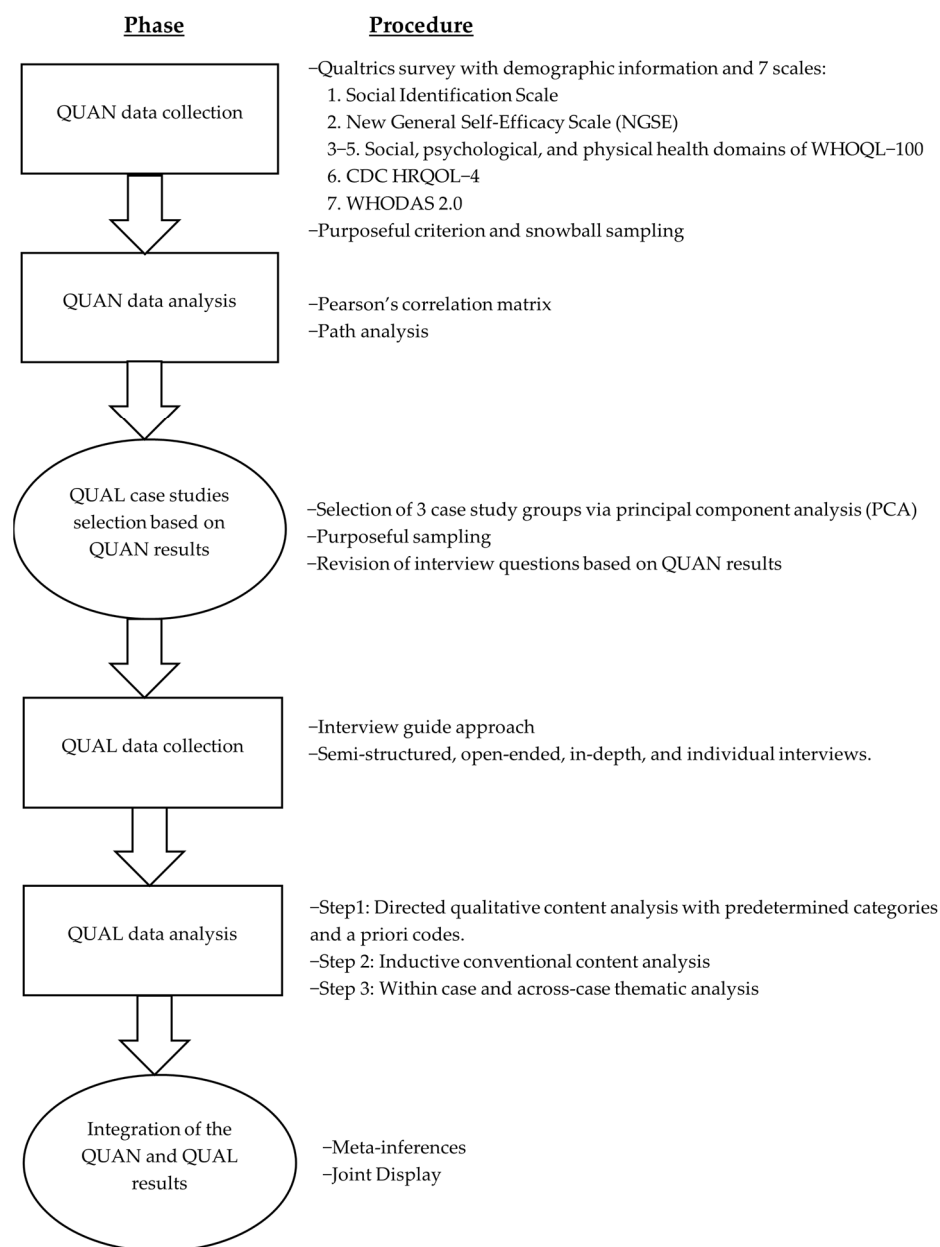 Phase
Procedure
QUAN data collection
−Qualtrics survey with demographic information and 7 scales:
1. Social Identification Scale
2. New General Self-Efficacy Scale (NGSE)
3−5. Social, psychological, and physical health domains of WHOQL−100
6. CDC HRQOL−4
7. WHODAS 2.0
−Purposeful criterion and snowball sampling
QUAN data analysis
−Pearson’s correlation matrix
−Path analysis
QUAL case studies
selection based on
QUAN results
−Selection of 3 case study groups via principal component analysis (PCA)
−Purposeful sampling
−Revision of interview questions based on QUAN results
QUAL data collection
−Interview guide approach
−Semi-structured, open-ended, in-depth, and individual interviews.
QUAL data analysis
−Step1: Directed qualitative content analysis with predetermined categories
and a priori codes.
−Step 2: Inductive conventional content analysis
−Step 3: Within case and across-case thematic analysis
Integration of the
QUAN and QUAL
results
−Meta-inferences
−Joint Display